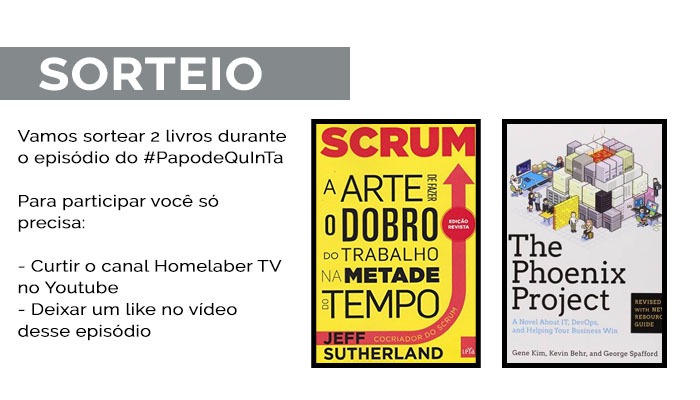 SORTEIO
Vamos sortear 2 livros durante
o episódio do #PapodeQuInTa
Para participar você só
precisa:
- Curtir o canal Homelaber TV
no Youtube
- Deixar um like no vídeo
desse episódio
SCRUM
A ARTE
DE FAZER
O DOBRO
DO TRABALHO
NA METADE
DO TEMPO
EDIÇÃO
REVISTA
JEFF
SUTHERLAND
COCRIADOR DO SCRUM
LeYa
The
Phoenix
Project
A Novel About IT, DevOps,
and Helping Your Business Win
Gene Kim, Kevin Behr, and George Spafford
REVISED
WITH NEW
RESOURC
GUIDE